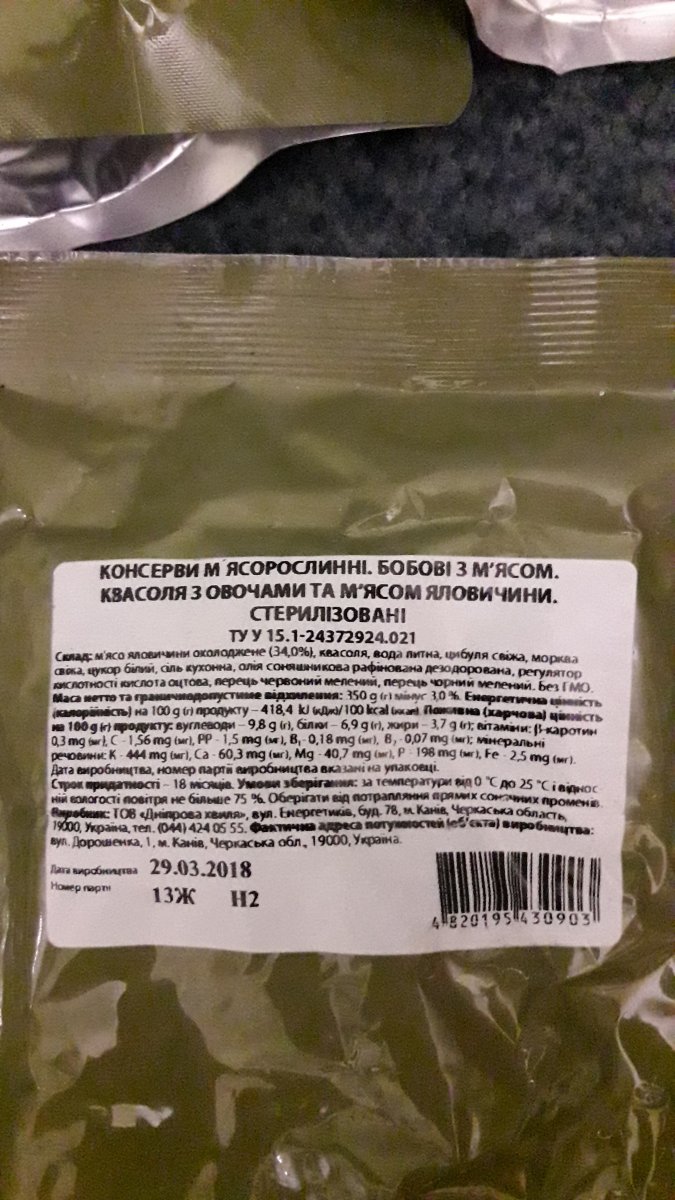 КОНСЕРВИ М´ЯСОРОСЛИННІ. БОБОВІ З М’ЯСОМ.
КВАСОЛЯ З ОВОЧАМИ ТА М’ЯСОМ ЯЛОВИЧИНИ.
СТЕРИЛІЗОВАНІ
ТУ У 15.1-24372924.021
Склад: м'ясо яловичини охолоджене (34,0%), квасоля, вода питна, цибуля свіжа, морква
свіжа, цукор білий, сіль кухонна, олія соняшникова рафінована дезодорована, регулятор
кислотності кислота оцтова, перець червоний мелений, перець чорний мелений. Без ГМО.
Маса нетто та граничнодопустиме відхилення: 350 g (г) мінус 3,0 %. Енергетична цінність
(калорійність) на 100 g (г) продукту – 418,4 kJ (кДж)/100 kcal (ккал). Поживна (харчова) цінність
на 100 g (г) продукту: вуглеводи – 9,8 g (г), білки – 6,9 g (г), жири – 3,7 g (г); вітаміни: β-каротин
0,3 mg (мг), C - 1,56 mg (мг), PP - 1,5 mg (мг), B₁- 0,18 mg (мг), B₂ - 0,07 mg (мг); мінеральні
речовини: K - 444 mg (мг), Ca - 60,3 mg (мг), Mg - 40,7 mg (мг), P - 198 mg (мг), Fe - 2,5 mg (мг).
Дата виробництва, номер партії виробництва вказані на упаковці.
Строк придатності – 18 місяців. Умови зберігання: за температури від 0 °C до 25 °C і віднос
ній вологості повітря не більше 75 %. Оберігати від потрапляння прямих сонячних променів.
Виробник: ТОВ «Дніпрова хвиля», вул. Енергетиків, буд. 78, м. Канів, Черкаська область,
19000, Україна, тел. (044) 424 05 55. Фактична адреса потужностей (об'єкта) виробництва:
вул. Дорошенка, 1, м. Канів, Черкаська обл., 19000, Україна.
Дата виробництва 29.03.2018
Номер партії 13Ж Н2
4 820195 430903